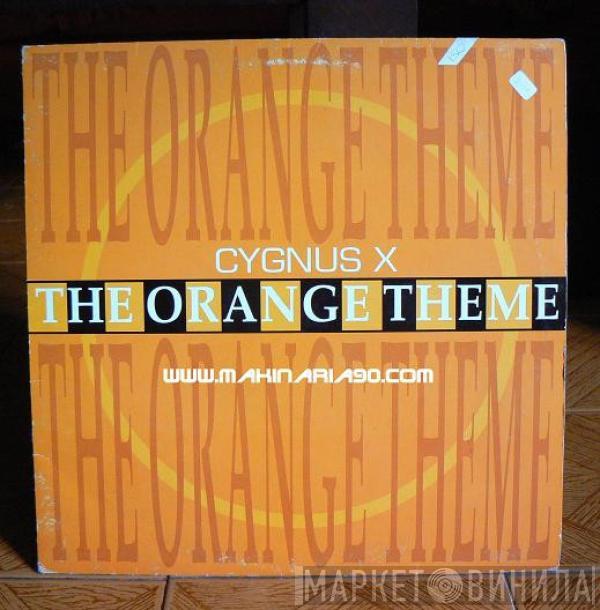 THE ORANGE THEME
CYGNUS X
THE ORANGE THEME
www.makinaria90.com
THE ORANGE THEME
МАРКЕТ ВИНИЛА